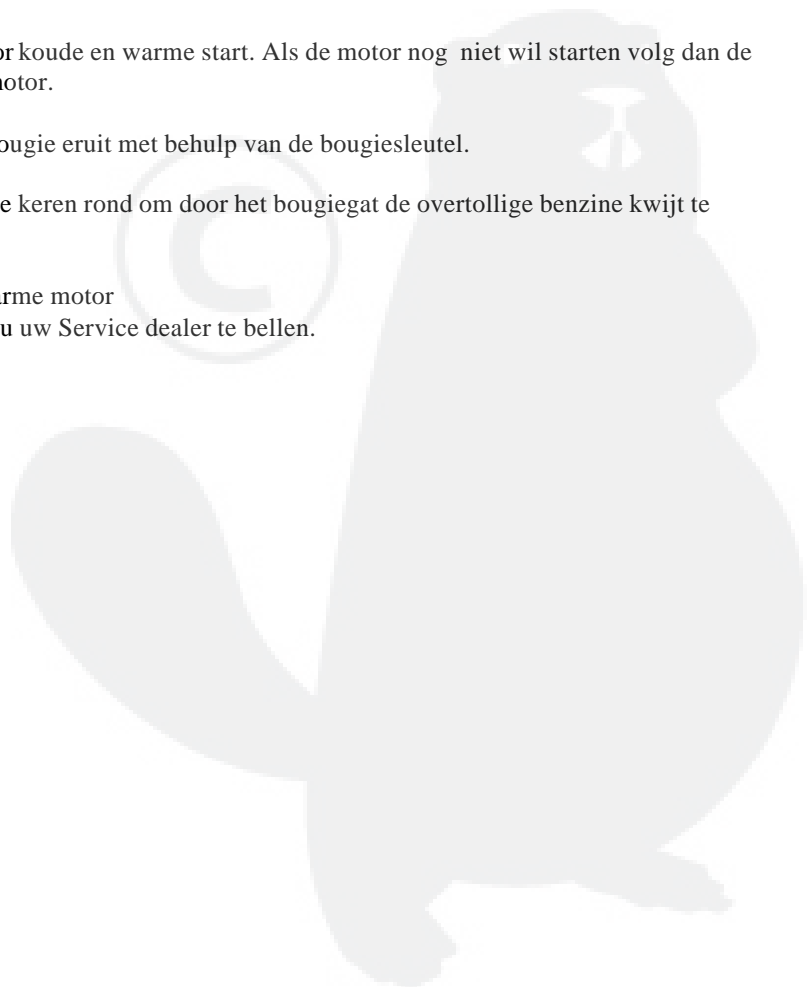 or koude en warme start. Als de motor nog niet wil starten volg dan de
motor.
ougie eruit met behulp van de bougiesleutel.
e keren rond om door het bougiegat de overtollige benzine kwijt te
arme motor
u uw Service dealer te bellen.
©